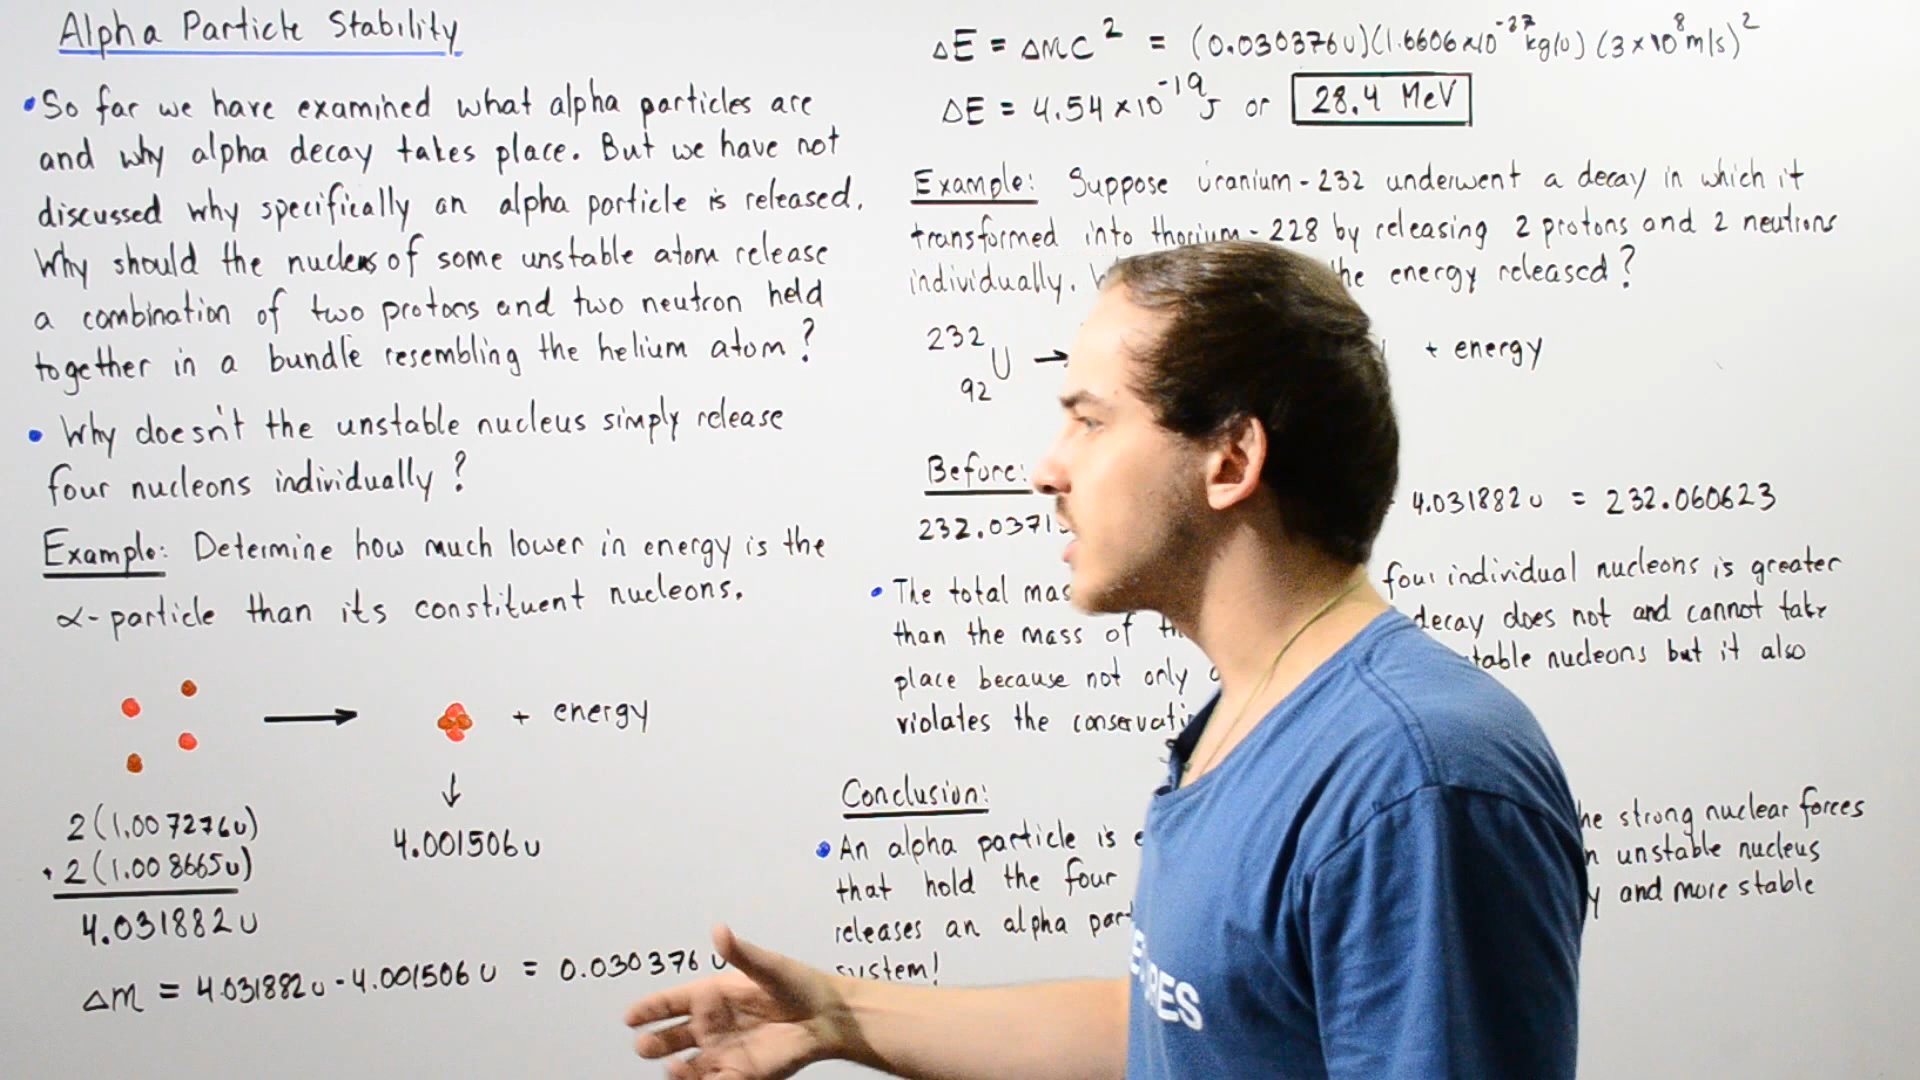 Alpha Particle Stability
• So far we have examined what alpha particles are
and why alpha decay takes place. But we have not
discussed why specifically an alpha particle is released.
Why should the nucleus of some unstable atom release
a combination of two protons and two neutron held
together in a bundle resembling the helium atom?
• Why doesn't the unstable nucleus simply release
four nucleons individually?
Example: Determine how much lower in energy is the
α-particle than its constituent nucleons.
+ energy
2(1.007276u)
+ 2(1.008665u)
4.031882u
4.001506u
Δm = 4.031882u - 4.001506u = 0.030376 u
ΔE = Δmc² = (0.030376u)(1.6606×10⁻²⁷kg/u)(3×10⁸m/s)²
ΔE = 4.54×10⁻¹⁹J or 28.4 MeV
Example: Suppose uranium-232 underwent a decay in which it
transformed into thorium-228 by releasing 2 protons and 2 neutrons
individually. the energy released?
232
92 U → + energy
Before:
232.0371
4.031882u = 232.060623
• The total mas four individual nucleons is greater
than the mass of decay does not and cannot take
place because not only stable nucleons but it also
violates the
Conclusion:
• An alpha particle is the strong nuclear forces
that hold the four unstable nucleus
releases an alpha and more stable
system!
RES